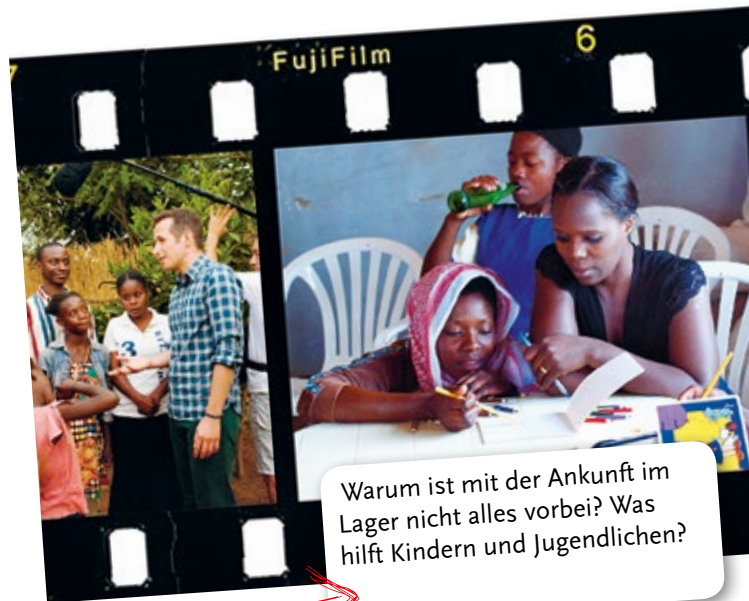 FujiFilm
6
Warum ist mit der Ankunft im
Lager nicht alles vorbei? Was
hilft Kindern und Jugendlichen?